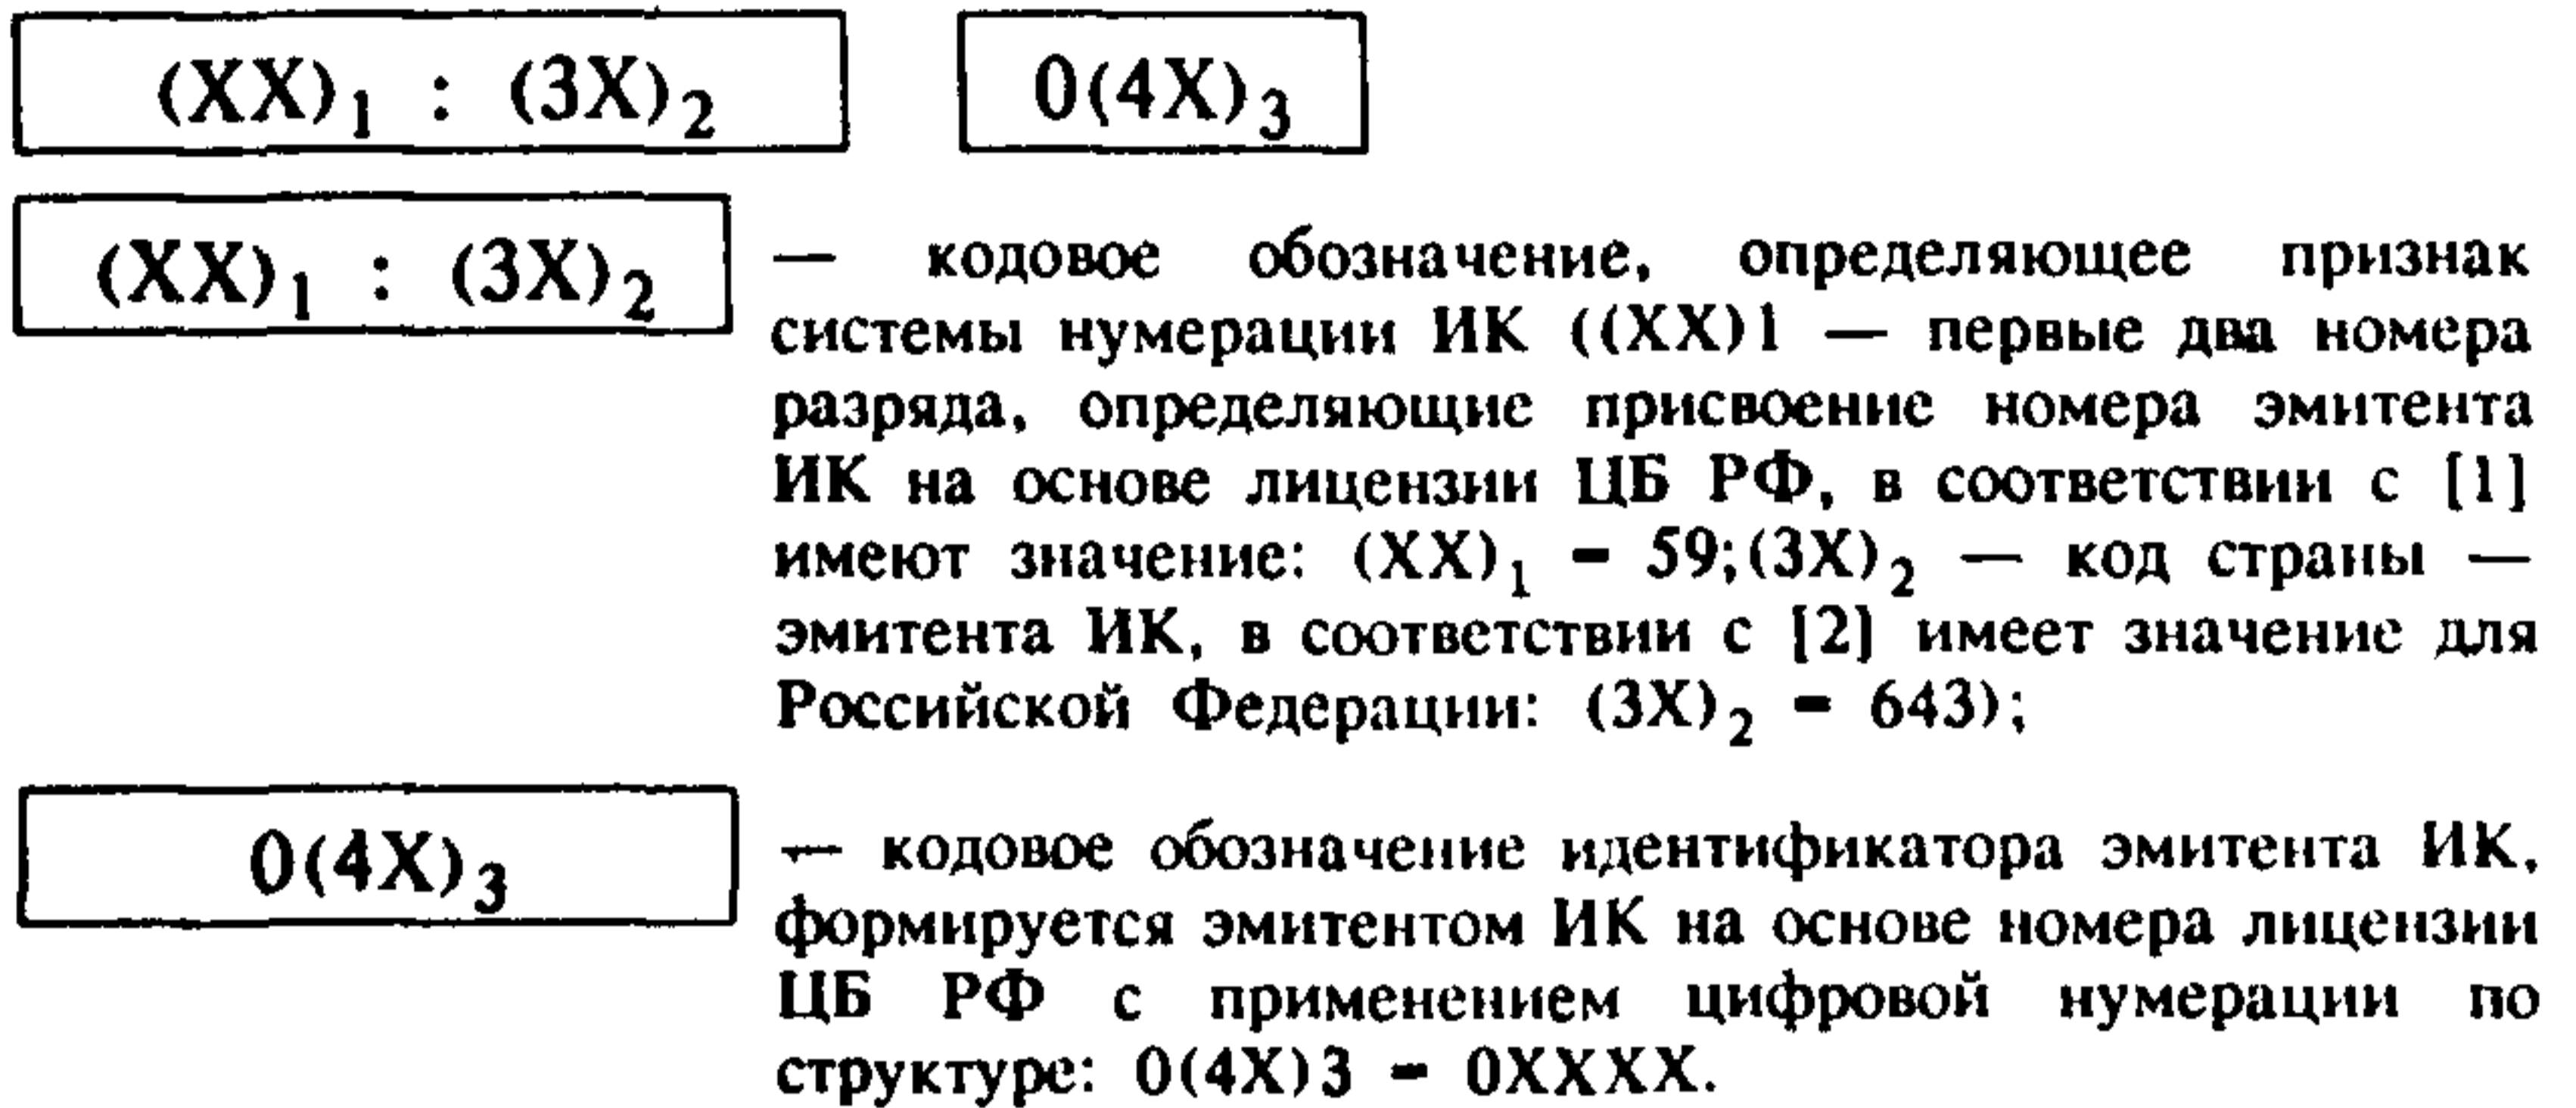 (XX)₁ : (3X)₂ 0(4X)₃
(XX)₁ : (3X)₂
— кодовое обозначение, определяющее признак
системы нумерации ИК ((XX)1 — первые два номера
разряда, определяющие присвоение номера эмитента
ИК на основе лицензии ЦБ РФ, в соответствии с [1]
имеют значение: (XX)₁ = 59;(3X)₂ — код страны —
эмитента ИК, в соответствии с [2] имеет значение для
Российской Федерации: (3X)₂ = 643);
0(4X)₃
— кодовое обозначение идентификатора эмитента ИК,
формируется эмитентом ИК на основе номера лицензии
ЦБ РФ с применением цифровой нумерации по
структуре: 0(4X)3 = 0XXXX.